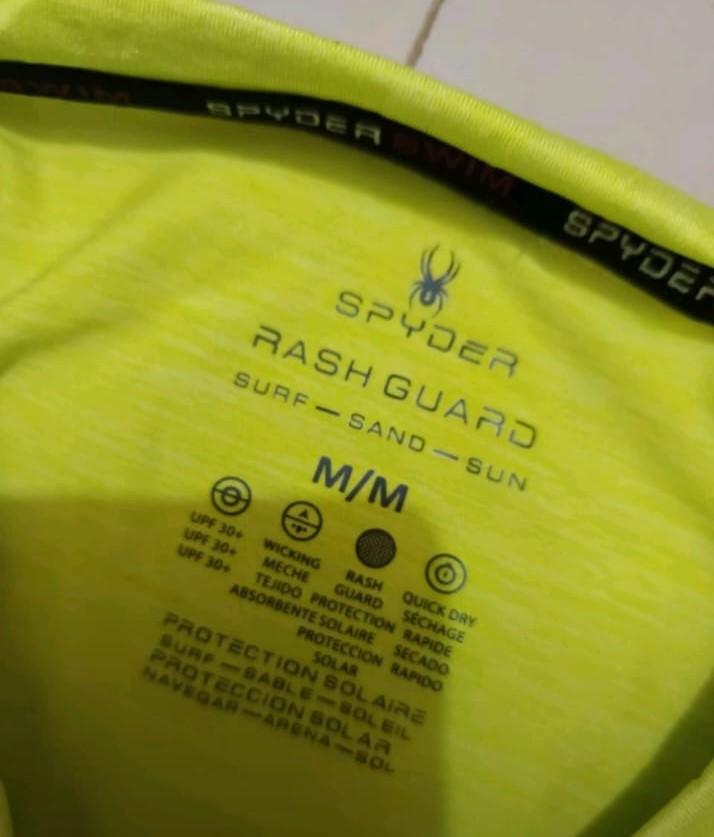 SWIM SPYDER SWIM SPYDER
SPYDER
RASH GUARD
SURF — SAND — SUN
M/M
UPF 30+
UPF 30+
UPF 30+
WICKING
MECHE
TEJIDO
ABSORBENTE
RASH
GUARD
PROTECTION
SOLAIRE
PROTECCION
SOLAR
QUICK DRY
SÉCHAGE
RAPIDE
SECADO
RAPIDO
PROTECTION SOLAIRE
SURF — SABLE — SOLEIL
PROTECCION SOLAR
NAVEGAR — ARENA — SOL